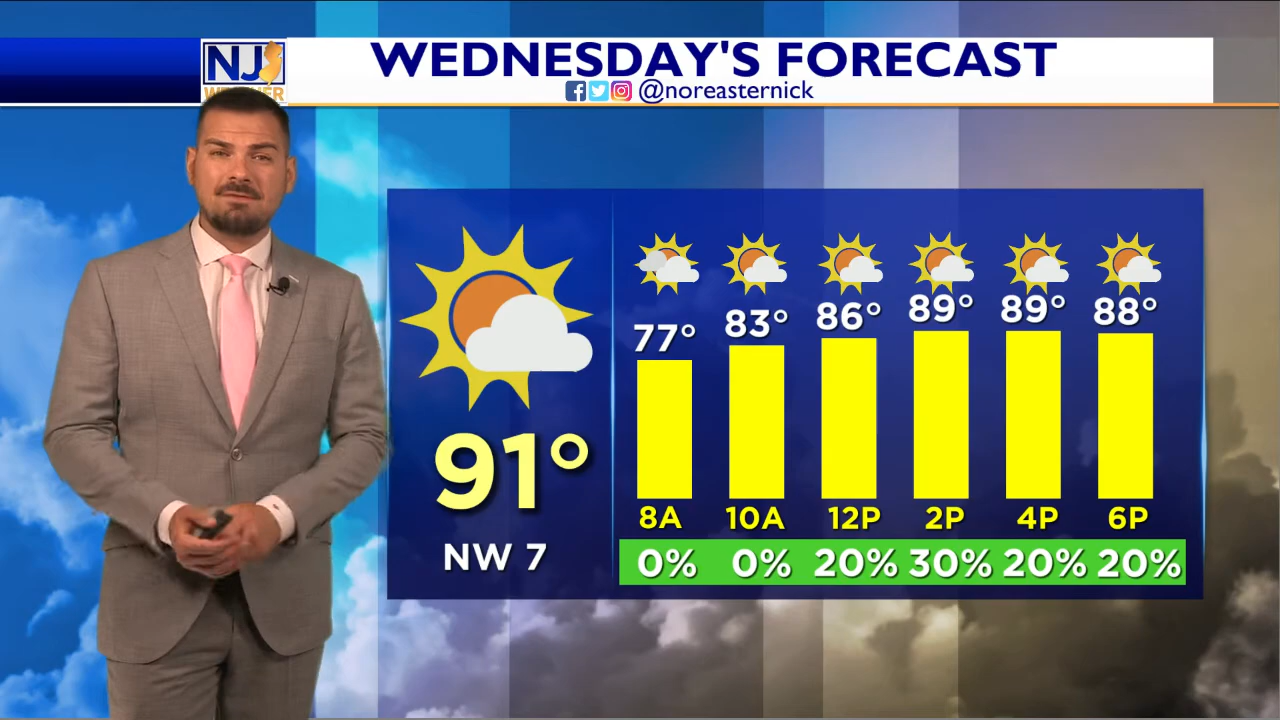 NJ
WEATHER
WEDNESDAY'S FORECAST
@noreasternick
77° 83° 86° 89° 89° 88°
91°
NW 7
8A 10A 12P 2P 4P 6P
0% 0% 20% 30% 20% 20%